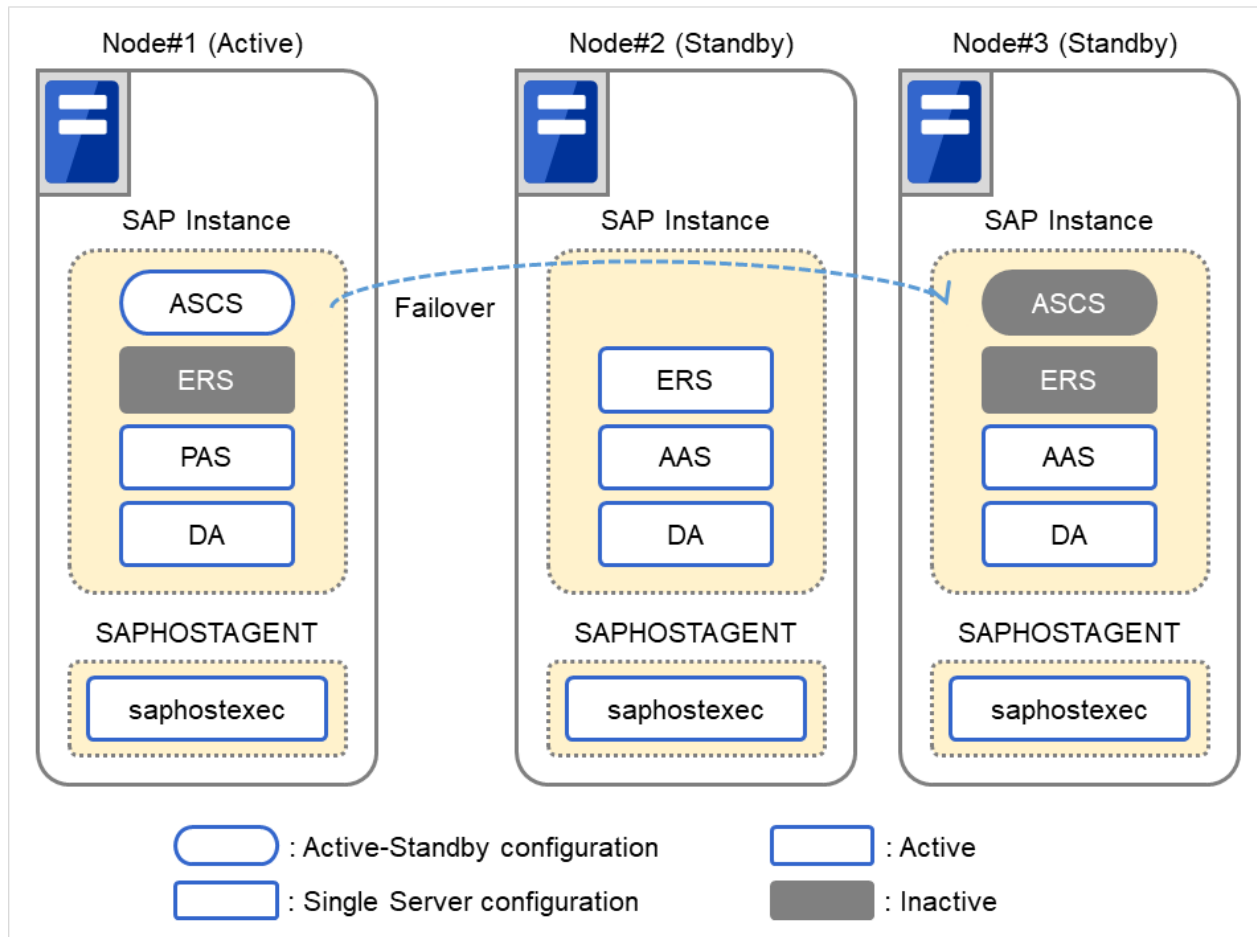 Node#1 (Active)
SAP Instance
ASCS
ERS
PAS
DA
SAPHOSTAGENT
saphostexec
Failover
Node#2 (Standby)
SAP Instance
ERS
AAS
DA
SAPHOSTAGENT
saphostexec
Node#3 (Standby)
SAP Instance
ASCS
ERS
AAS
DA
SAPHOSTAGENT
saphostexec
: Active-Standby configuration
: Single Server configuration
: Active
: Inactive